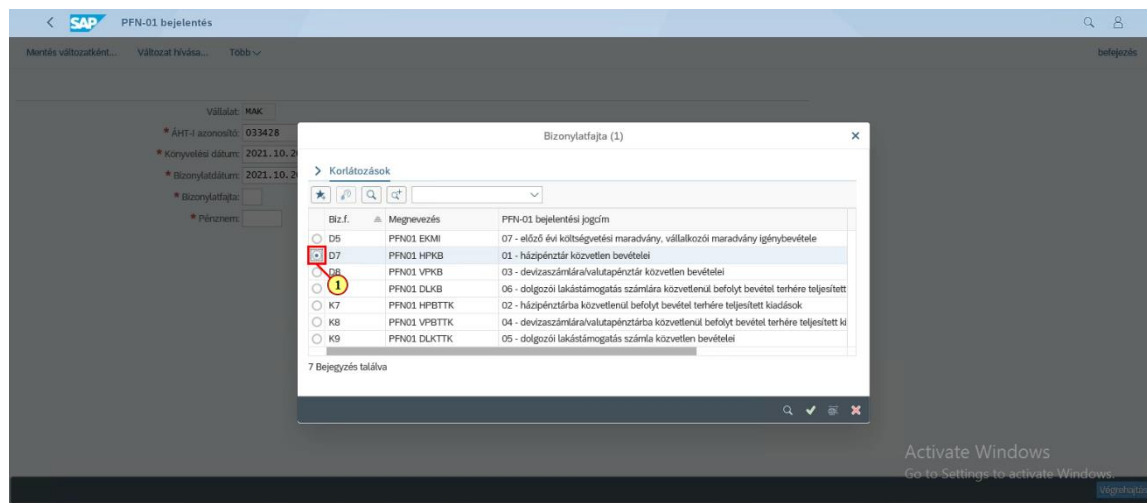 SAP PFN-01 bejelentés
Mentés változatként... Változat hívása... Több befejezés
Vállalat: MAK
* ÁHT-I azonosító: 033428
* Könyvelési dátum: 2021.10.2
* Bizonylatdátum: 2021.10.2
* Bizonylatfajta:
* Pénznem:
Bizonylatfajta (1)
Korlátozások
Biz.f. Megnevezés PFN-01 bejelentési jogcím
D5 PFN01 EKMI 07 - előző évi költségvetési maradvány, vállalkozói maradvány igénybevétele
D7 PFN01 HPKB 01 - házipénztár közvetlen bevételei
D8 PFN01 VPKB 03 - devizaszámlára/valutapénztár közvetlen bevételei
1 PFN01 DLKB 06 - dolgozói lakástámogatás számlára közvetlenül befolyt bevétel terhére teljesített
K7 PFN01 HPBTTK 02 - házipénztárba közvetlenül befolyt bevétel terhére teljesített kiadások
K8 PFN01 VPBTTK 04 - devizaszámlára/valutapénztárba közvetlenül befolyt bevétel terhére teljesített ki
K9 PFN01 DLKTTK 05 - dolgozói lakástámogatás számla közvetlen bevételei
7 Bejegyzés találva
Activate Windows
Go to Settings to activate Windows.
Végrehajtás